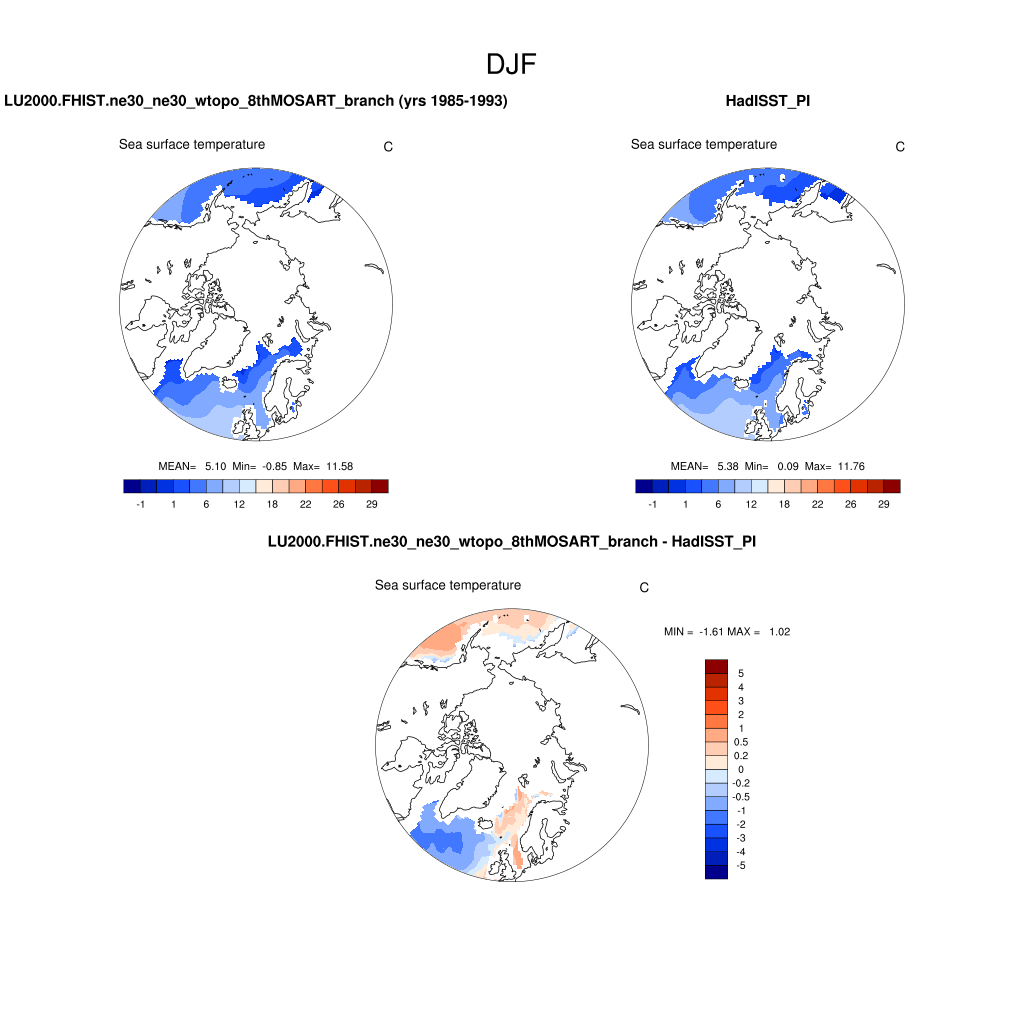 DJF
LU2000.FHIST.ne30_ne30_wtopo_8thMOSART_branch (yrs 1985-1993)
HadISST_PI
Sea surface temperature C
Sea surface temperature C
MEAN= 5.10 Min= -0.85 Max= 11.58
MEAN= 5.38 Min= 0.09 Max= 11.76
-1 1 6 12 18 22 26 29
-1 1 6 12 18 22 26 29
LU2000.FHIST.ne30_ne30_wtopo_8thMOSART_branch - HadISST_PI
Sea surface temperature C
MIN = -1.61 MAX = 1.02
5
4
3
2
1
0.5
0.2
0
-0.2
-0.5
-1
-2
-3
-4
-5